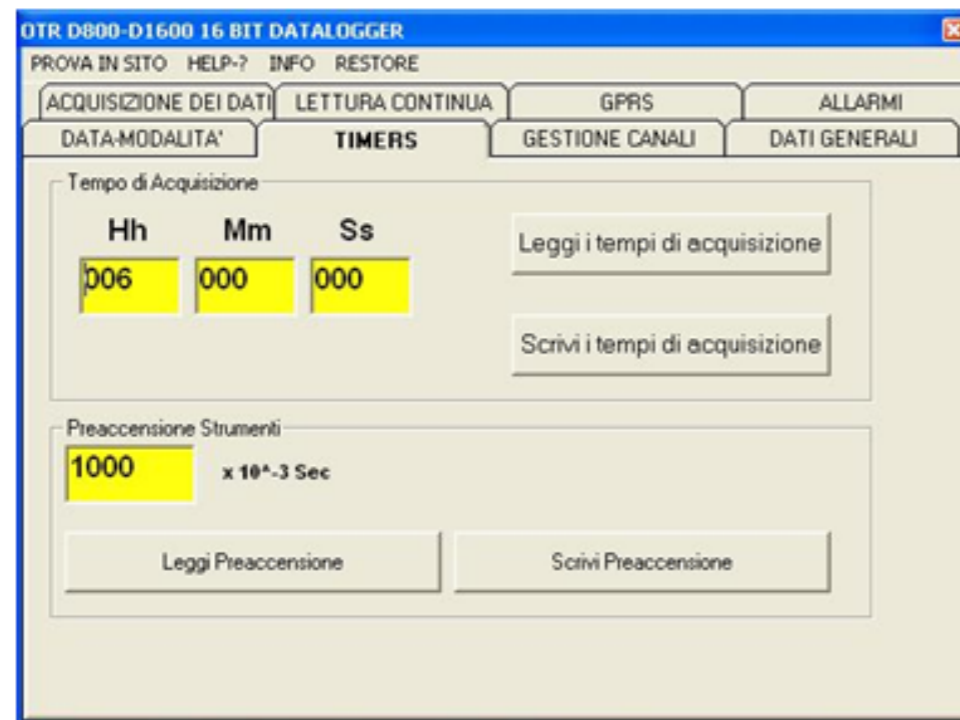 OTR D800-D1600 16 BIT DATALOGGER
PROVA IN SITO HELP-? INFO RESTORE
ACQUISIZIONE DEI DATI LETTURA CONTINUA GPRS ALLARMI
DATA-MODALITA' TIMERS GESTIONE CANALI DATI GENERALI
Tempo di Acquisizione
Hh Mm Ss
006 000 000
Leggi i tempi di acquisizione
Scrivi i tempi di acquisizione
Preaccensione Strumenti
1000 x 10^-3 Sec
Leggi Preaccensione Scrivi Preaccensione